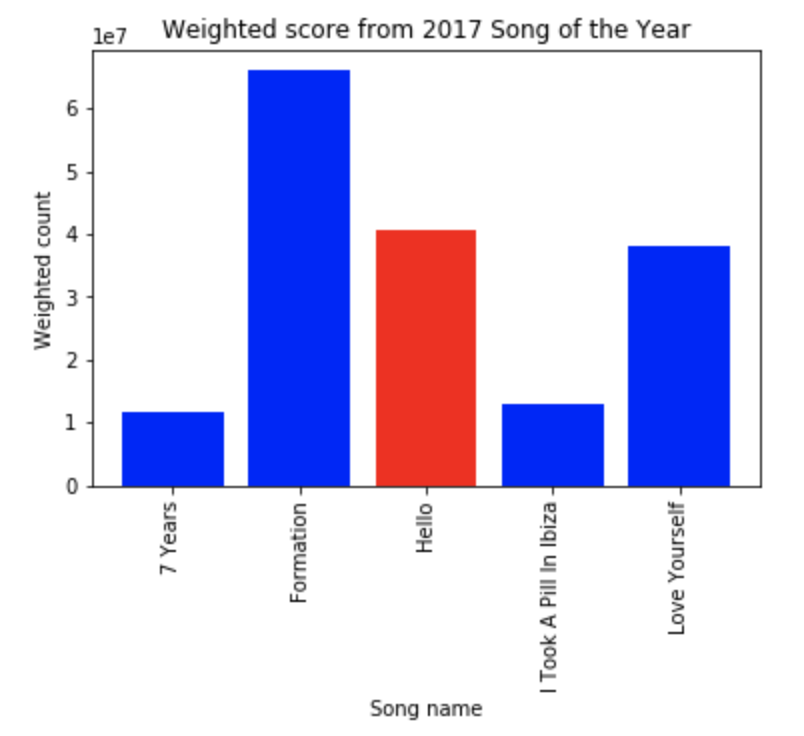 1e7
Weighted score from 2017 Song of the Year
Weighted count
6
5
4
3
2
1
0
7 Years
Formation
Hello
I Took A Pill In Ibiza
Love Yourself
Song name